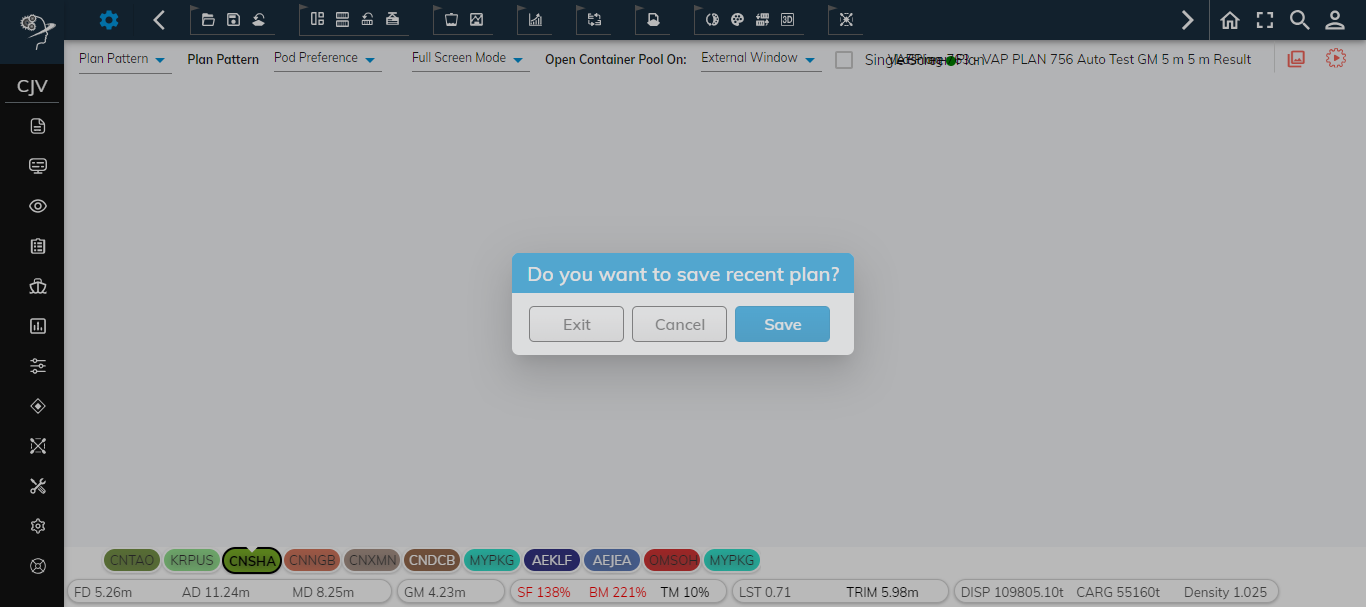 CJV
Plan Pattern
Plan Pattern
Pod Preference
Full Screen Mode
Open Container Pool On:
External Window
VAP PLAN 756 Auto Test GM 5 m 5 m Result
3D
Do you want to save recent plan?
Exit
Cancel
Save
CNTAO
KRPUS
CNSHA
CNNGB
CNXMN
CNDCB
MYPKG
AEKLF
AEJEA
OMSOH
MYPKG
FD 5.26m
AD 11.24m
MD 8.25m
GM 4.23m
SF 138%
BM 221%
TM 10%
LST 0.71
TRIM 5.98m
DISP 109805.10t
CARG 55160t
Density 1.025